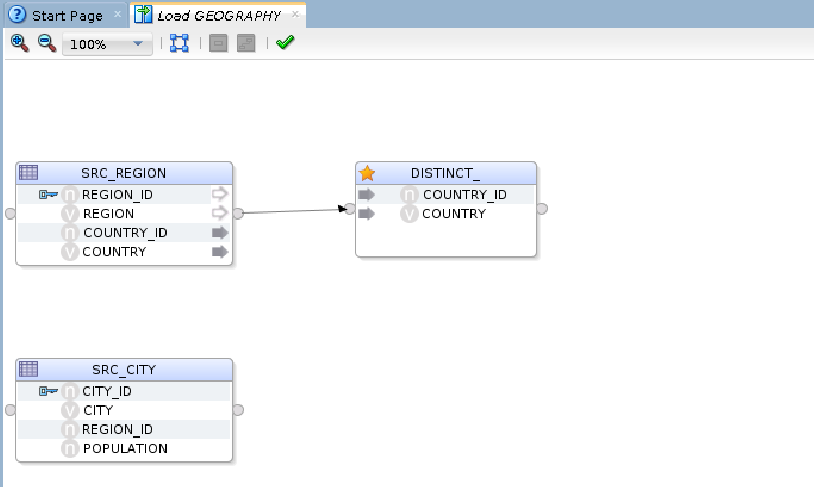 Start Page
Load GEOGRAPHY
100%
SRC_REGION
n REGION_ID
v REGION
n COUNTRY_ID
v COUNTRY
DISTINCT_
n COUNTRY_ID
v COUNTRY
SRC_CITY
n CITY_ID
v CITY
n REGION_ID
n POPULATION